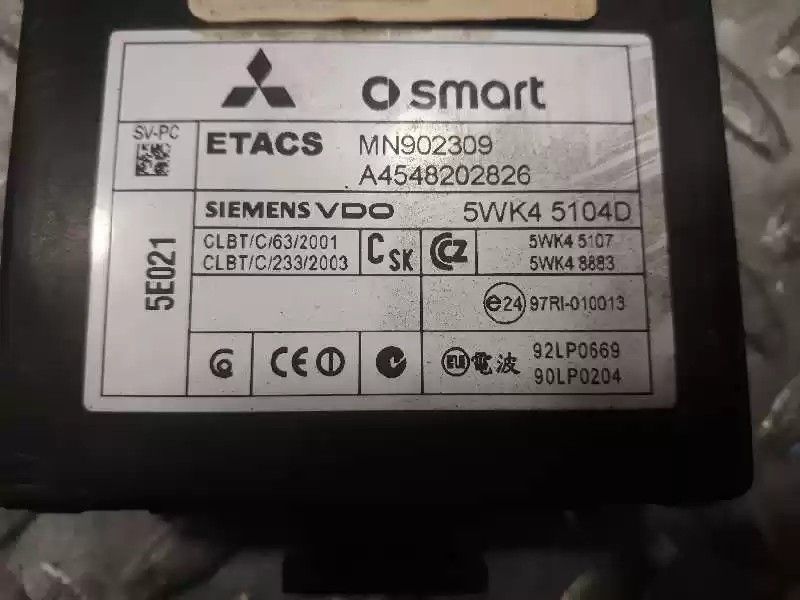 smart
SV-PC
ETACS MN902309
A4548202826
SIEMENS VDO 5WK4 5104D
5E021
CLBT/C/63/2001
CLBT/C/233/2003
CSK
5WK4 5107
5WK4 8883
e24 97RI-010013
CE
電波
92LP0669
90LP0204